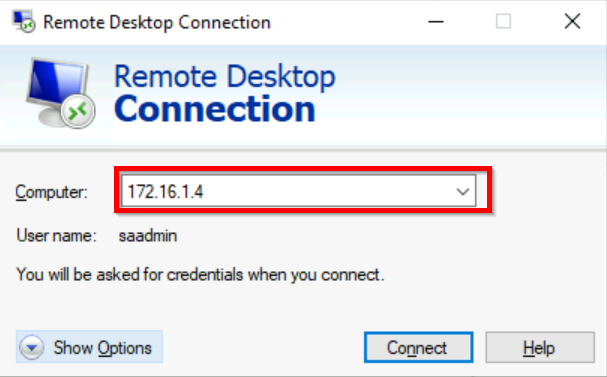 Remote Desktop Connection
Remote Desktop
Connection
Computer: 172.16.1.4
User name: saadmin
You will be asked for credentials when you connect.
Show Options Connect Help